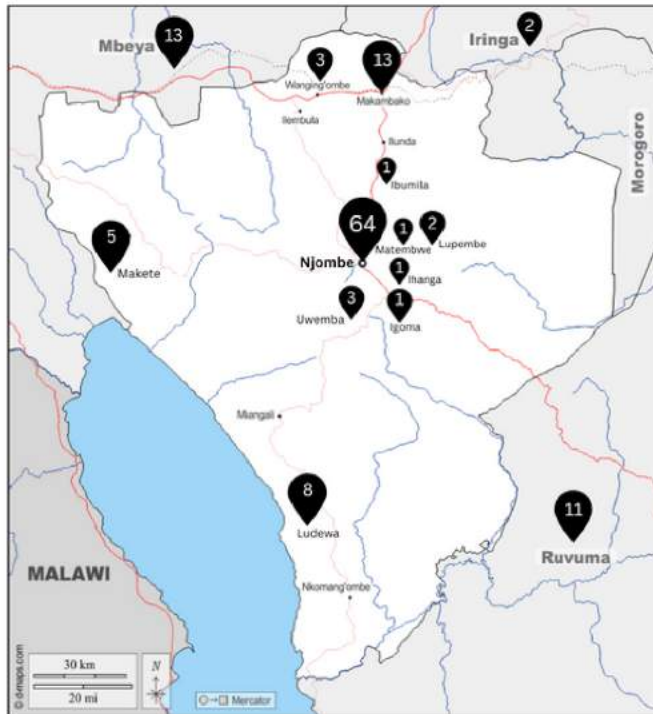 2
Iringa
Mbeya
13
3
13
Wanging'ombe
Makambako
Ilembula
Morogoro
Ilunda
1
Ibumila
64
1
2
Matembwe
Lupembe
5
Njombe
Makete
1
Ihanga
3
Uwemba
1
Igoma
Mlangali
8
Ludewa
11
Ruvuma
MALAWI
Nkomang'ombe
30 km
20 mi
N
Mercator
© d-maps.com